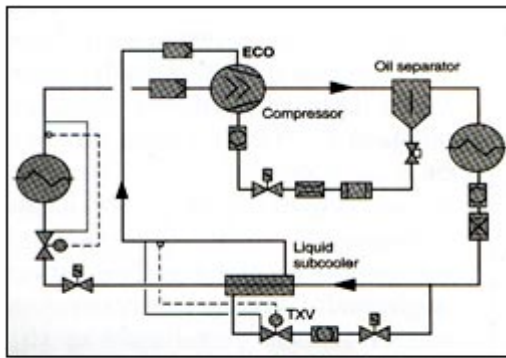 ECO
Oil separator
Compressor
Liquid
subcooler
TXV